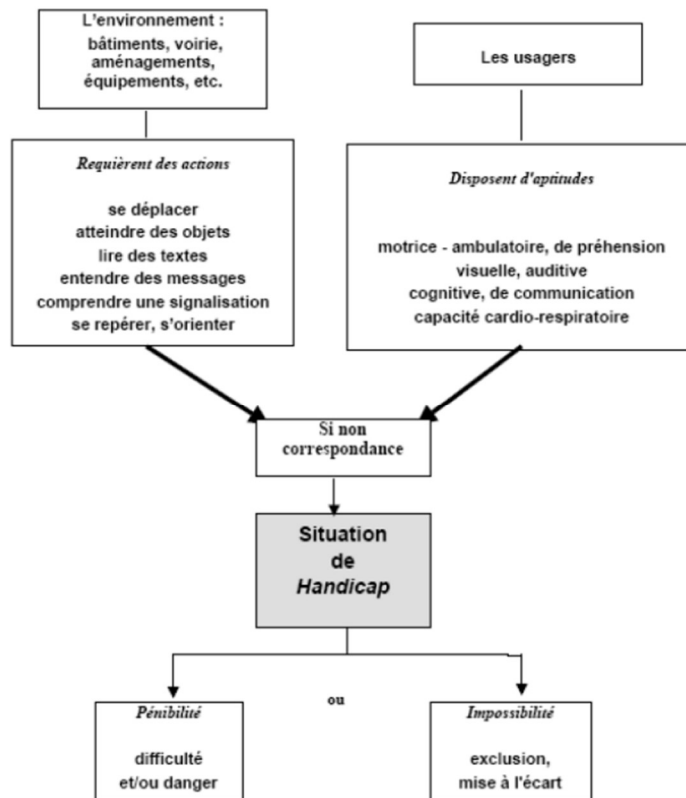 L'environnement :
bâtiments, voirie,
aménagements,
équipements, etc.
Les usagers
Requièrent des actions
se déplacer
atteindre des objets
lire des textes
entendre des messages
comprendre une signalisation
se repérer, s'orienter
Disposent d'aptitudes
motrice - ambulatoire, de préhension
visuelle, auditive
cognitive, de communication
capacité cardio-respiratoire
Si non
correspondance
Situation
de
Handicap
Pénibilité
difficulté
et/ou danger
ou
Impossibilité
exclusion,
mise à l'écart